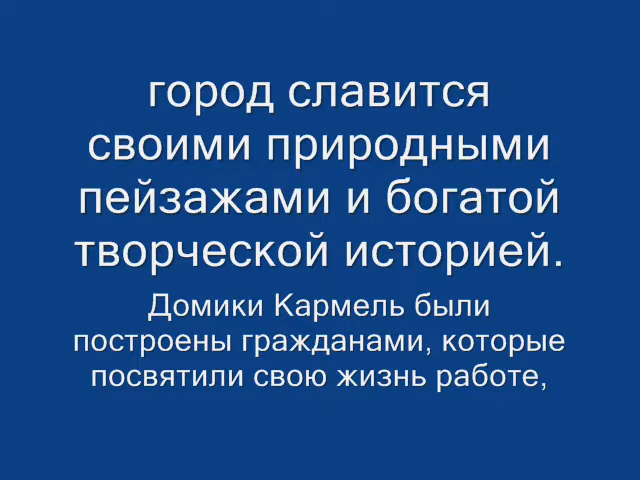 город славится
своими природными
пейзажами и богатой
творческой историей.
Домики Кармель были
построены гражданами, которые
посвятили свою жизнь работе,